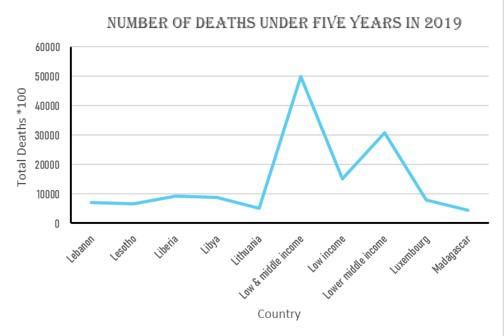 NUMBER OF DEATHS UNDER FIVE YEARS IN 2019
60000
50000
40000
30000
20000
10000
0
Total Deaths *100
Lebanon
Lesotho
Liberia
Libya
Lithuania
Low & middle income
Low income
Lower middle income
Luxembourg
Madagascar
Country